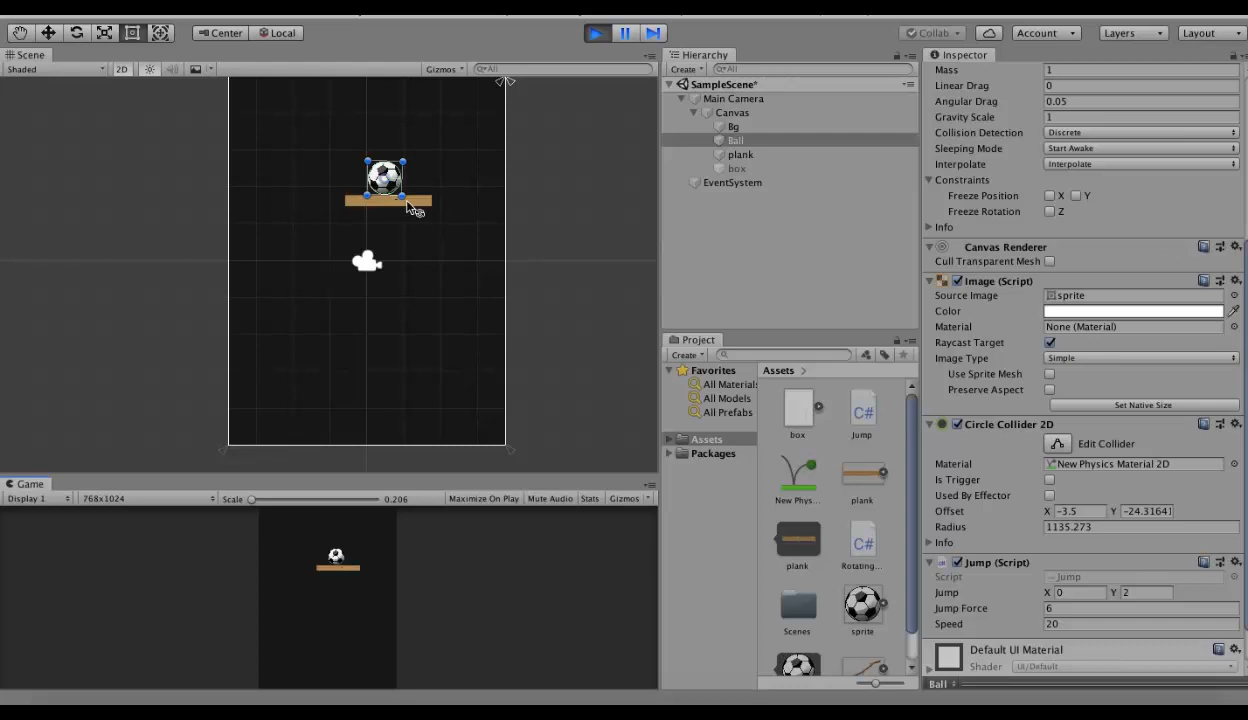 Center Local
Collab Account Layers Layout
Scene
Shaded 2D Gizmos All
Hierarchy
Create All
SampleScene*
Main Camera
Canvas
Bg
Ball
plank
box
EventSystem
Project
Create
Favorites
All Materials
All Models
All Prefabs
Assets
Packages
Assets
box Jump
New Phys... plank
plank Rotating...
Scenes sprite
Game
Display 1 768x1024 Scale 0.206 Maximize On Play Mute Audio Stats Gizmos
Inspector
Mass 1
Linear Drag 0
Angular Drag 0.05
Gravity Scale 1
Collision Detection Discrete
Sleeping Mode Start Awake
Interpolate Interpolate
Constraints
Freeze Position X Y
Freeze Rotation Z
Info
Canvas Renderer
Cull Transparent Mesh
Image (Script)
Source Image sprite
Color
Material None (Material)
Raycast Target
Image Type Simple
Use Sprite Mesh
Preserve Aspect
Set Native Size
Circle Collider 2D
Edit Collider
Material New Physics Material 2D
Is Trigger
Used By Effector
Offset X -3.5 Y -24.31641
Radius 1135.273
Info
Jump (Script)
Script Jump
Jump X 0 Y 2
Jump Force 6
Speed 20
Default UI Material
Shader UI/Default
Ball